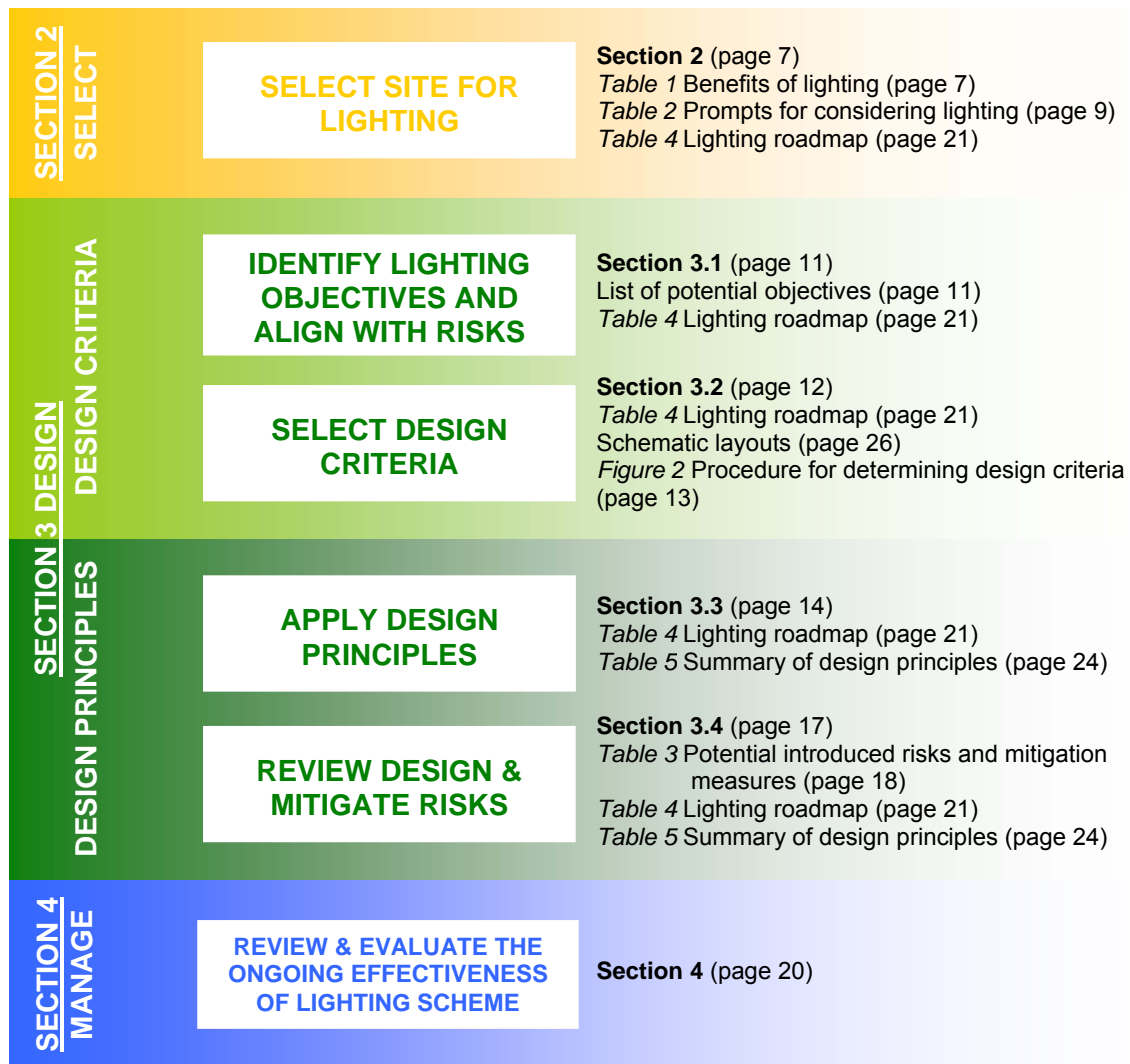 SECTION 2
SELECT
SELECT SITE FOR
LIGHTING
Section 2 (page 7)
Table 1 Benefits of lighting (page 7)
Table 2 Prompts for considering lighting (page 9)
Table 4 Lighting roadmap (page 21)
SECTION 3 DESIGN
DESIGN CRITERIA
IDENTIFY LIGHTING
OBJECTIVES AND
ALIGN WITH RISKS
Section 3.1 (page 11)
List of potential objectives (page 11)
Table 4 Lighting roadmap (page 21)
SELECT DESIGN
CRITERIA
Section 3.2 (page 12)
Table 4 Lighting roadmap (page 21)
Schematic layouts (page 26)
Figure 2 Procedure for determining design criteria
(page 13)
DESIGN PRINCIPLES
APPLY DESIGN
PRINCIPLES
Section 3.3 (page 14)
Table 4 Lighting roadmap (page 21)
Table 5 Summary of design principles (page 24)
REVIEW DESIGN &
MITIGATE RISKS
Section 3.4 (page 17)
Table 3 Potential introduced risks and mitigation
measures (page 18)
Table 4 Lighting roadmap (page 21)
Table 5 Summary of design principles (page 24)
SECTION 4
MANAGE
REVIEW & EVALUATE THE
ONGOING EFFECTIVENESS
OF LIGHTING SCHEME
Section 4 (page 20)